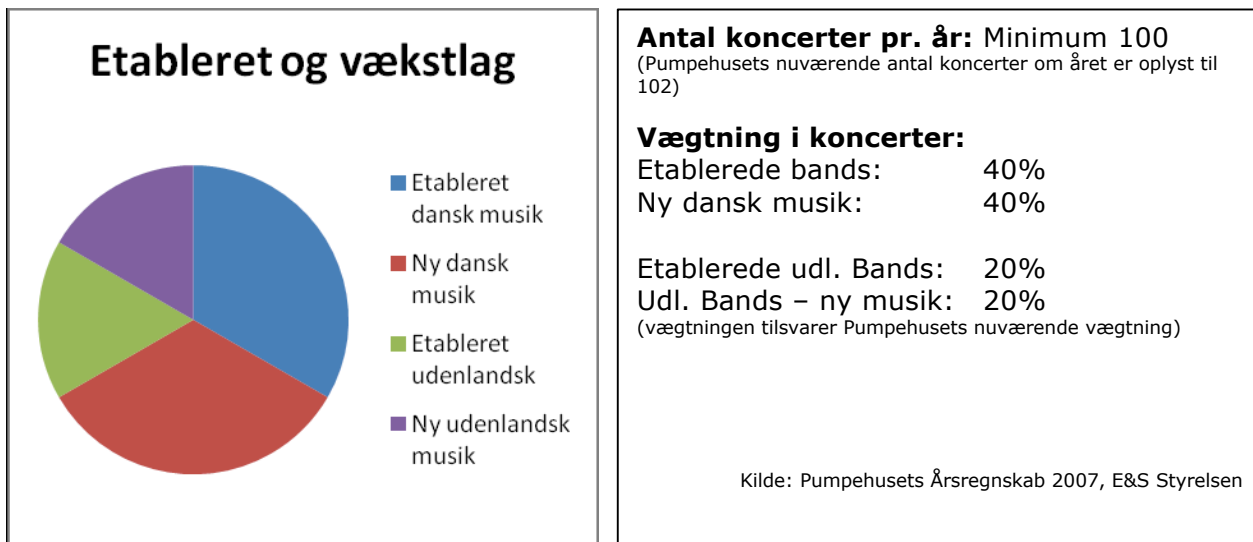 Etableret og vækstlag
Etableret
dansk musik
Ny dansk
musik
Etableret
udenlandsk
Ny udenlandsk
musik
Antal koncerter pr. år: Minimum 100
(Pumpehusets nuværende antal koncerter om året er oplyst til
102)
Vægtning i koncerter:
Etablerede bands: 40%
Ny dansk musik: 40%
Etablerede udl. Bands: 20%
Udl. Bands – ny musik: 20%
(vægtningen tilsvarer Pumpehusets nuværende vægtning)
Kilde: Pumpehusets Årsregnskab 2007, E&S Styrelsen